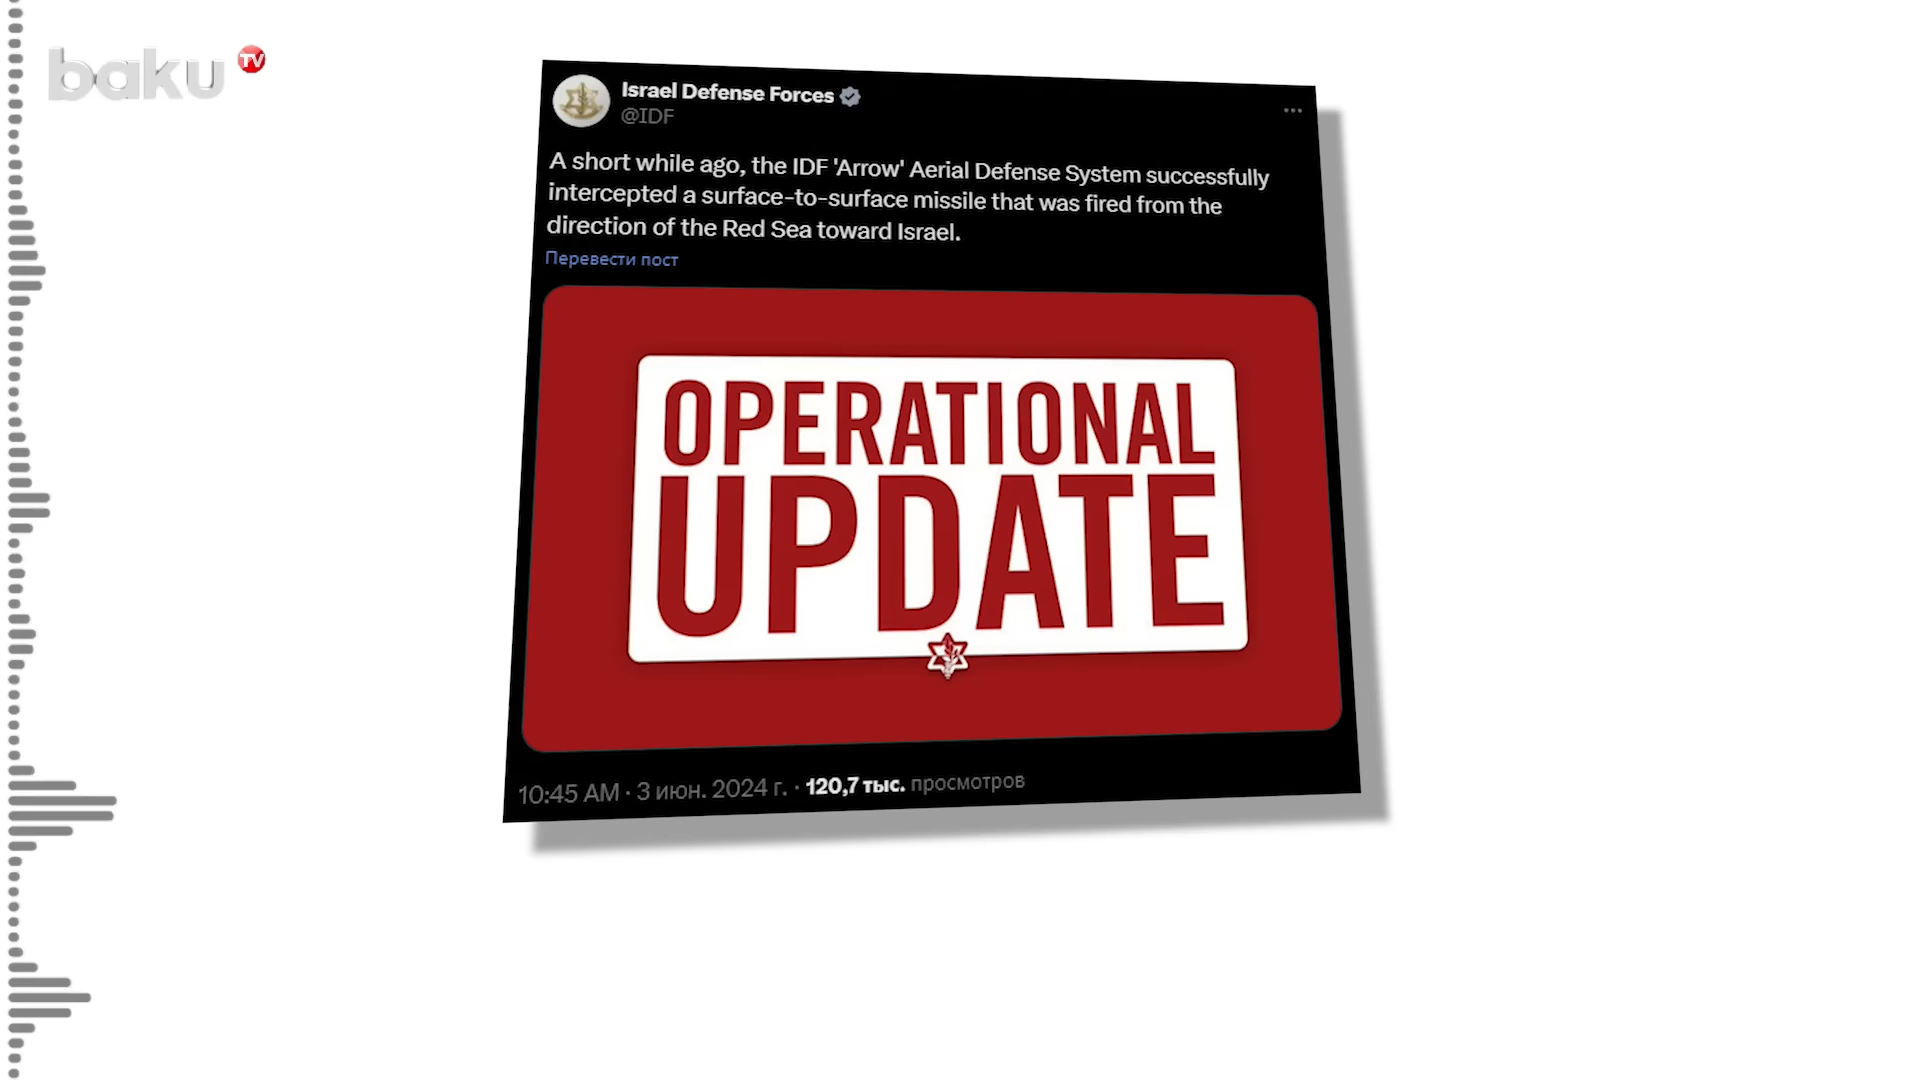 baku TV
Israel Defense Forces
@IDF
A short while ago, the IDF 'Arrow' Aerial Defense System successfully
intercepted a surface-to-surface missile that was fired from the
direction of the Red Sea toward Israel.
Перевести пост
OPERATIONAL
UPDATE
10:45 AM · 3 июн. 2024 г. · 120,7 тыс. просмотров